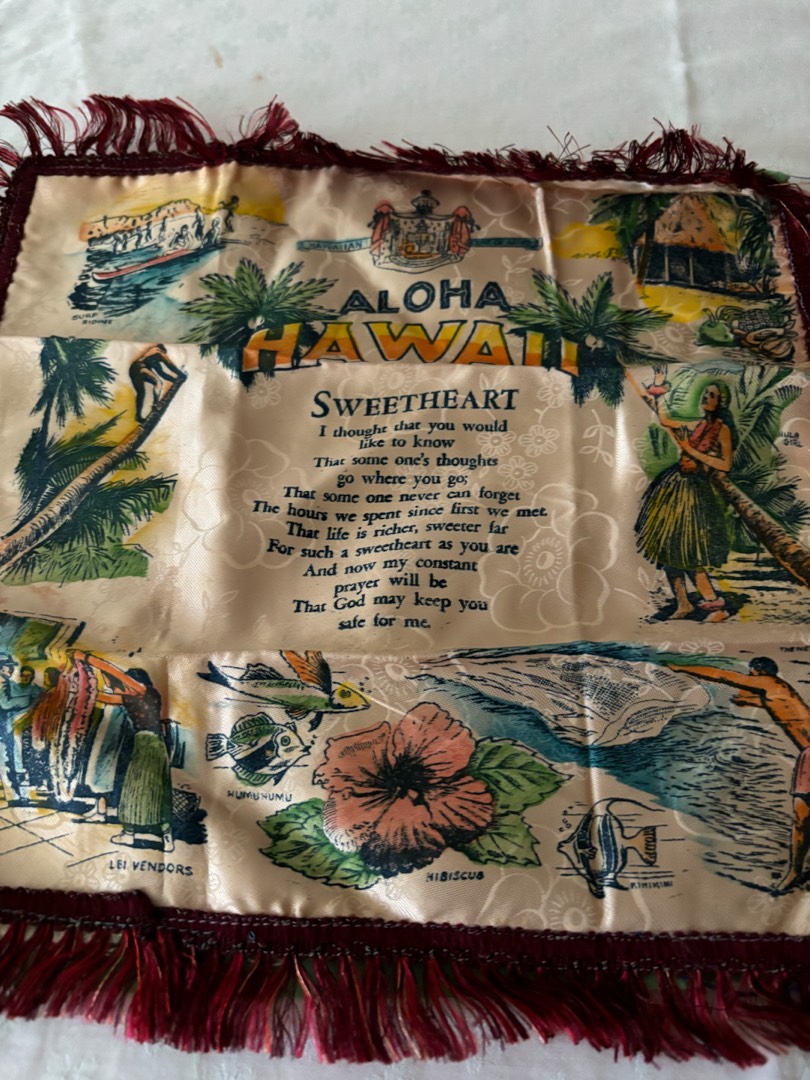 HAWAIIAN
SURF
RIDING
ALOHA
HAWAII
SWEETHEART
I thought that you would
like to know
That some one's thoughts
go where you go;
That some one never can forget
The hours we spent since first we met.
That life is richer, sweeter far
For such a sweetheart as you are
And now my constant
prayer will be
That God may keep you
safe for me.
HULA
GIRL
HUMUHUMU
LEI VENDORS
HIBISCUS
KIHIKIHI